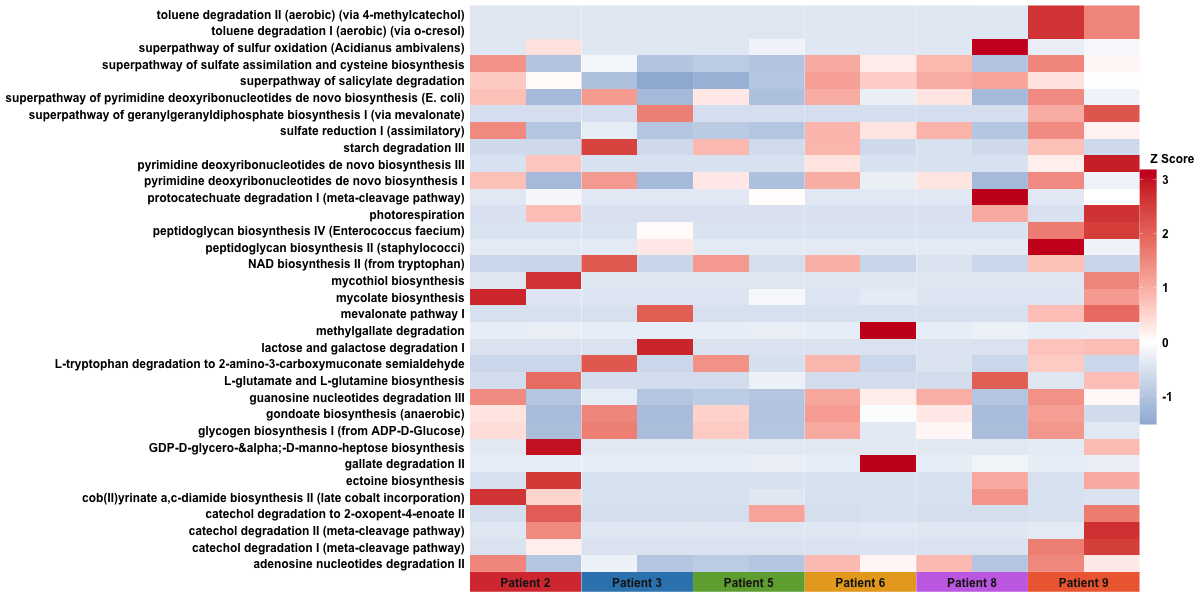 toluene degradation II (aerobic) (via 4-methylcatechol)
toluene degradation I (aerobic) (via o-cresol)
superpathway of sulfur oxidation (Acidianus ambivalens)
superpathway of sulfate assimilation and cysteine biosynthesis
superpathway of salicylate degradation
superpathway of pyrimidine deoxyribonucleotides de novo biosynthesis (E. coli)
superpathway of geranylgeranyldiphosphate biosynthesis I (via mevalonate)
sulfate reduction I (assimilatory)
starch degradation III
pyrimidine deoxyribonucleotides de novo biosynthesis III
pyrimidine deoxyribonucleotides de novo biosynthesis I
protocatechuate degradation I (meta-cleavage pathway)
photorespiration
peptidoglycan biosynthesis IV (Enterococcus faecium)
peptidoglycan biosynthesis II (staphylococci)
NAD biosynthesis II (from tryptophan)
mycothiol biosynthesis
mycolate biosynthesis
mevalonate pathway I
methylgallate degradation
lactose and galactose degradation I
L-tryptophan degradation to 2-amino-3-carboxymuconate semialdehyde
L-glutamate and L-glutamine biosynthesis
guanosine nucleotides degradation III
gondoate biosynthesis (anaerobic)
glycogen biosynthesis I (from ADP-D-Glucose)
GDP-D-glycero-&alpha;-D-manno-heptose biosynthesis
gallate degradation II
ectoine biosynthesis
cob(II)yrinate a,c-diamide biosynthesis II (late cobalt incorporation)
catechol degradation to 2-oxopent-4-enoate II
catechol degradation II (meta-cleavage pathway)
catechol degradation I (meta-cleavage pathway)
adenosine nucleotides degradation II
Patient 2 Patient 3 Patient 5 Patient 6 Patient 8 Patient 9
Z Score
3
2
1
0
-1